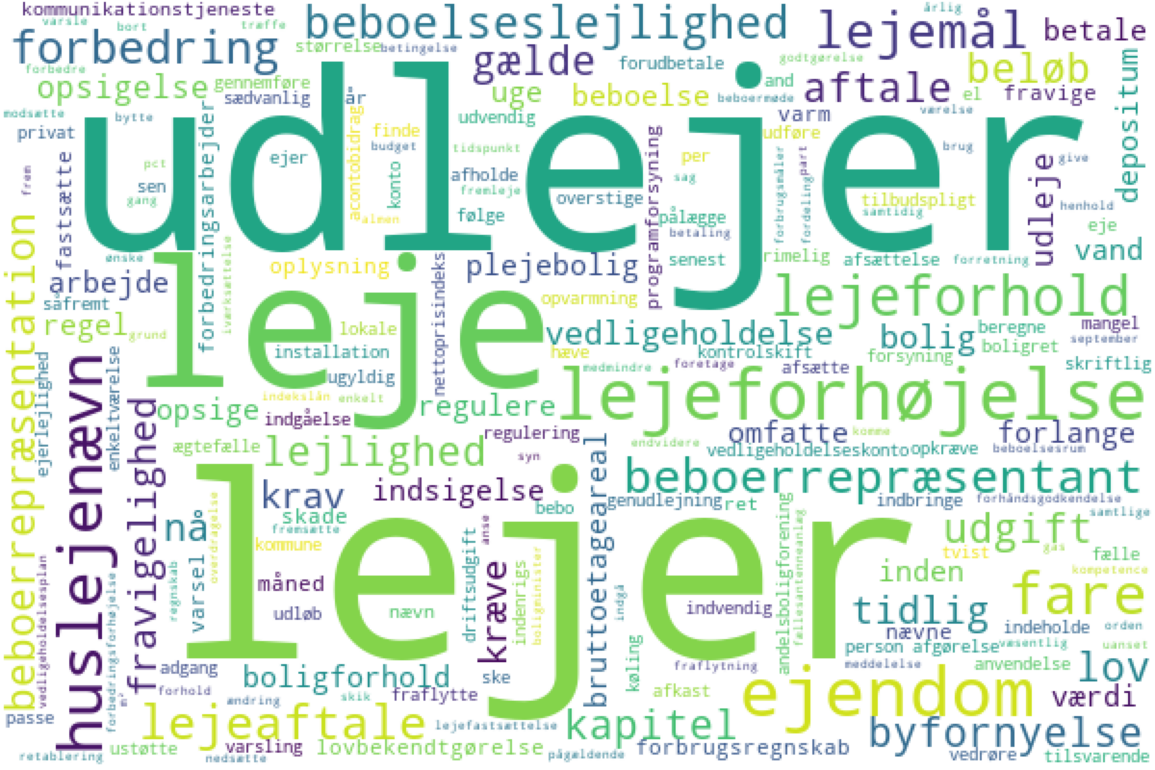 kommunikationstjeneste
varsle
bort
træffe
beboelseslejlighed
lejemål
årlig
betale
forbedring
størrelse
betingelse
gælde
forudbetale
godtgørelse
beløb
forbedre
opsigelse
gennemføre
sædvanlig
år
uge
beboelse
and
beboermøde
aftale
el
fravige
depositum
modsætte
bytte
privat
udlejer
udvendig
varm
værelse
finde
budget
acontobidrag
tidspunkt
udføre
brug
give
part
forbrugsmåler
fordeling
frem
fastsætte
pct
gang
sen
forbedringsarbejder
ejer
almen
konto
afholde
fremleje
følge
overstige
programforsyning
per
sag
pålægge
betaling
tilbudspligt
samtidig
udleje
henhold
eje
vand
beboerrepræsentation
ønske
arbejde
såfremt
iværksættelse
oplysning
nettoprisindeks
plejebolig
senest
rimelig
afsættelse
forretning
opvarmning
lejeforhold
regel
grund
leje
lokale
installation
ugyldig
vedligeholdelse
hæve
medmindre
kontrolskift
foretage
bolig
beregne
boligret
mangel
september
forsyning
afsætte
skriftlig
ejerlejlighed
huslejenævn
enkeltværelse
fravigelighed
opsige
indekslån
enkelt
indgåelse
regulere
lejeforhøjelse
ægtefælle
lejlighed
regulering
syn
endvidere
omfatte
komme
forlange
vedligeholdelseskonto
opkræve
beboelsesrum
krav
indsigelse
bebo
bruttoetageareal
beboerrepræsentant
genudlejning
ret
indbringe
forhåndsgodkendelse
samtlige
nå
skade
fremsætte
kommune
overdragelse
lejer
anse
driftsudgift
udgift
tvist
gas
fælle
kompetence
varsel
regnskab
måned
udløb
nævn
kræve
indenrigs
boligminister
indgå
andelsboligforening
fællesantenneanlæg
indvendig
inden
fare
tidlig
nævne
indeholde
orden
uanset
vedligeholdelsesplan
forbedringsforhøjelse
adgang
forhold
boligforhold
ændring
skik
fraflytte
ske
køling
fraflytning
afkast
person
afgørelse
meddelelse
væsentlig
anvendelse
lov
ejendom
værdi
passe
lejeaftale
lejefastsættelse
kapitel
byfornyelse
retablering
ustøtte
varsling
nedsætte
lovbekendtgørelse
pågældende
forbrugsregnskab
vedrøre
tilsvarende